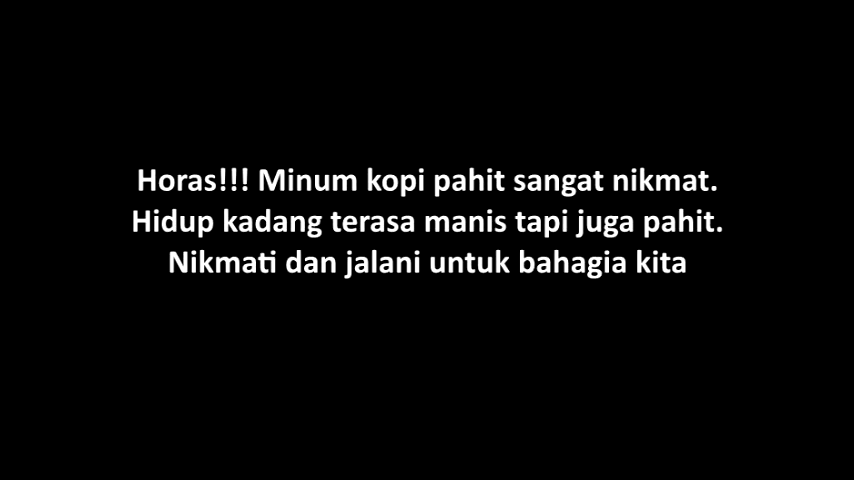 Horas!!! Minum kopi pahit sangat nikmat.
Hidup kadang terasa manis tapi juga pahit.
Nikmati dan jalani untuk bahagia kita